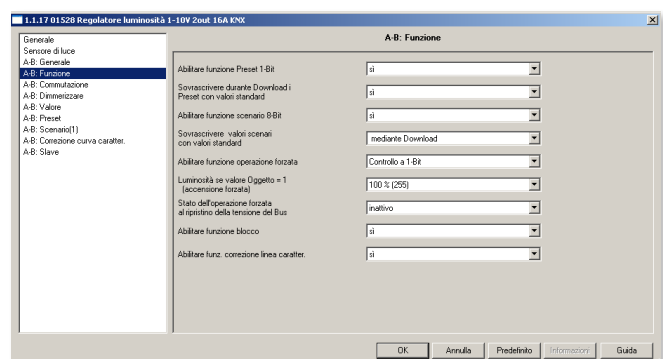 1.1.17 01528 Regolatore luminosità 1-10V 2out 16A KNX
Generale
Sensore di luce
A-B: Generale
A-B: Funzione
A-B: Commutazione
A-B: Dimmerizzare
A-B: Valore
A-B: Preset
A-B: Scenario(1)
A-B: Correzione curva caratter.
A-B: Slave
A-B: Funzione
Abilitare funzione Preset 1-Bit
sì
Sovrascrivere durante Download i
Preset con valori standard
sì
Abilitare funzione scenario 8-Bit
sì
Sovrascrivere valori scenari
con valori standard
mediante Download
Abilitare funzione operazione forzata
Controllo a 1-Bit
Luminosità se valore Oggetto = 1
(accensione forzata)
100 % (255)
Stato dell'operazione forzata
al ripristino della tensione del Bus
inattivo
Abilitare funzione blocco
sì
Abilitare funz. correzione linea caratter.
sì
OK
Annulla
Predefinito
Informazioni
Guida